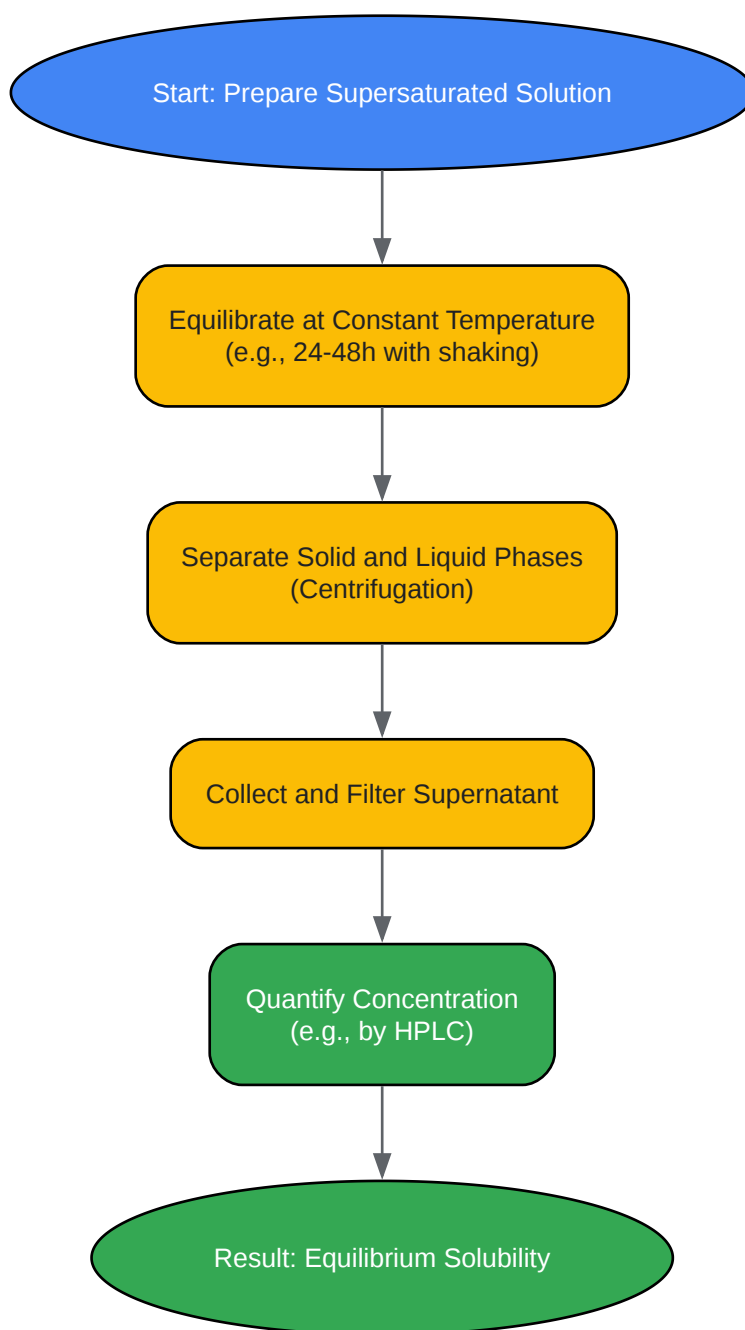 Start: Prepare Supersaturated Solution
Equilibrate at Constant Temperature
(e.g., 24-48h with shaking)
Separate Solid and Liquid Phases
(Centrifugation)
Collect and Filter Supernatant
Quantify Concentration
(e.g., by HPLC)
Result: Equilibrium Solubility